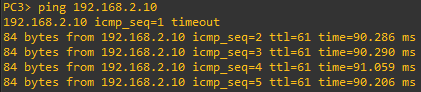 PC3> ping 192.168.2.10
192.168.2.10 icmp_seq=1 timeout
84 bytes from 192.168.2.10 icmp_seq=2 ttl=61 time=90.286 ms
84 bytes from 192.168.2.10 icmp_seq=3 ttl=61 time=90.290 ms
84 bytes from 192.168.2.10 icmp_seq=4 ttl=61 time=91.059 ms
84 bytes from 192.168.2.10 icmp_seq=5 ttl=61 time=90.206 ms